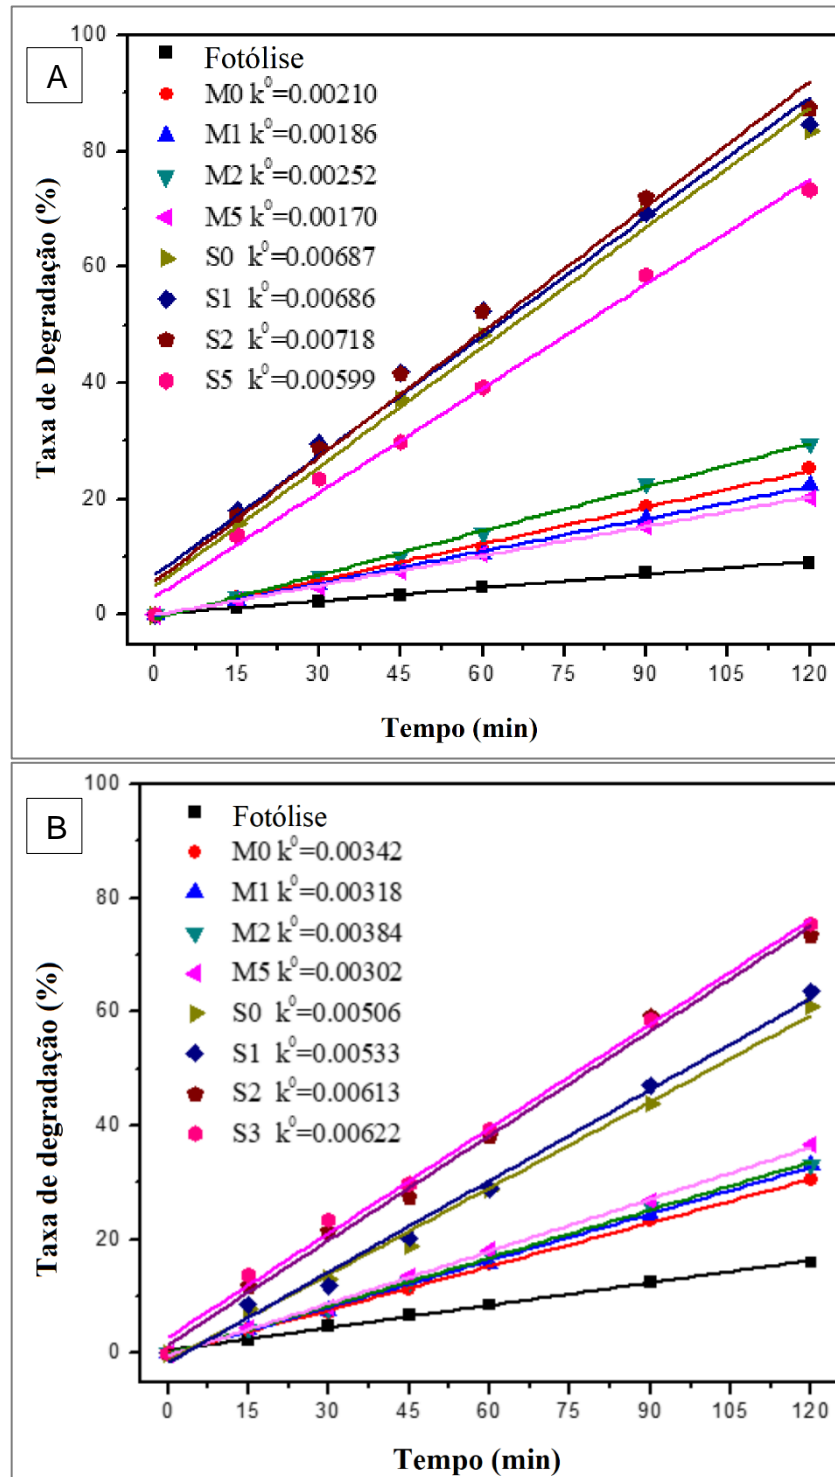 100
A
Fotólise
M0 k⁰=0.00210
M1 k⁰=0.00186
M2 k⁰=0.00252
M5 k⁰=0.00170
S0 k⁰=0.00687
S1 k⁰=0.00686
S2 k⁰=0.00718
S5 k⁰=0.00599
80
60
40
20
0
Taxa de Degradação (%)
0 15 30 45 60 75 90 105 120
Tempo (min)
100
B
Fotólise
M0 k⁰=0.00342
M1 k⁰=0.00318
M2 k⁰=0.00384
M5 k⁰=0.00302
S0 k⁰=0.00506
S1 k⁰=0.00533
S2 k⁰=0.00613
S3 k⁰=0.00622
80
60
40
20
0
Taxa de degradação (%)
0 15 30 45 60 75 90 105 120
Tempo (min)